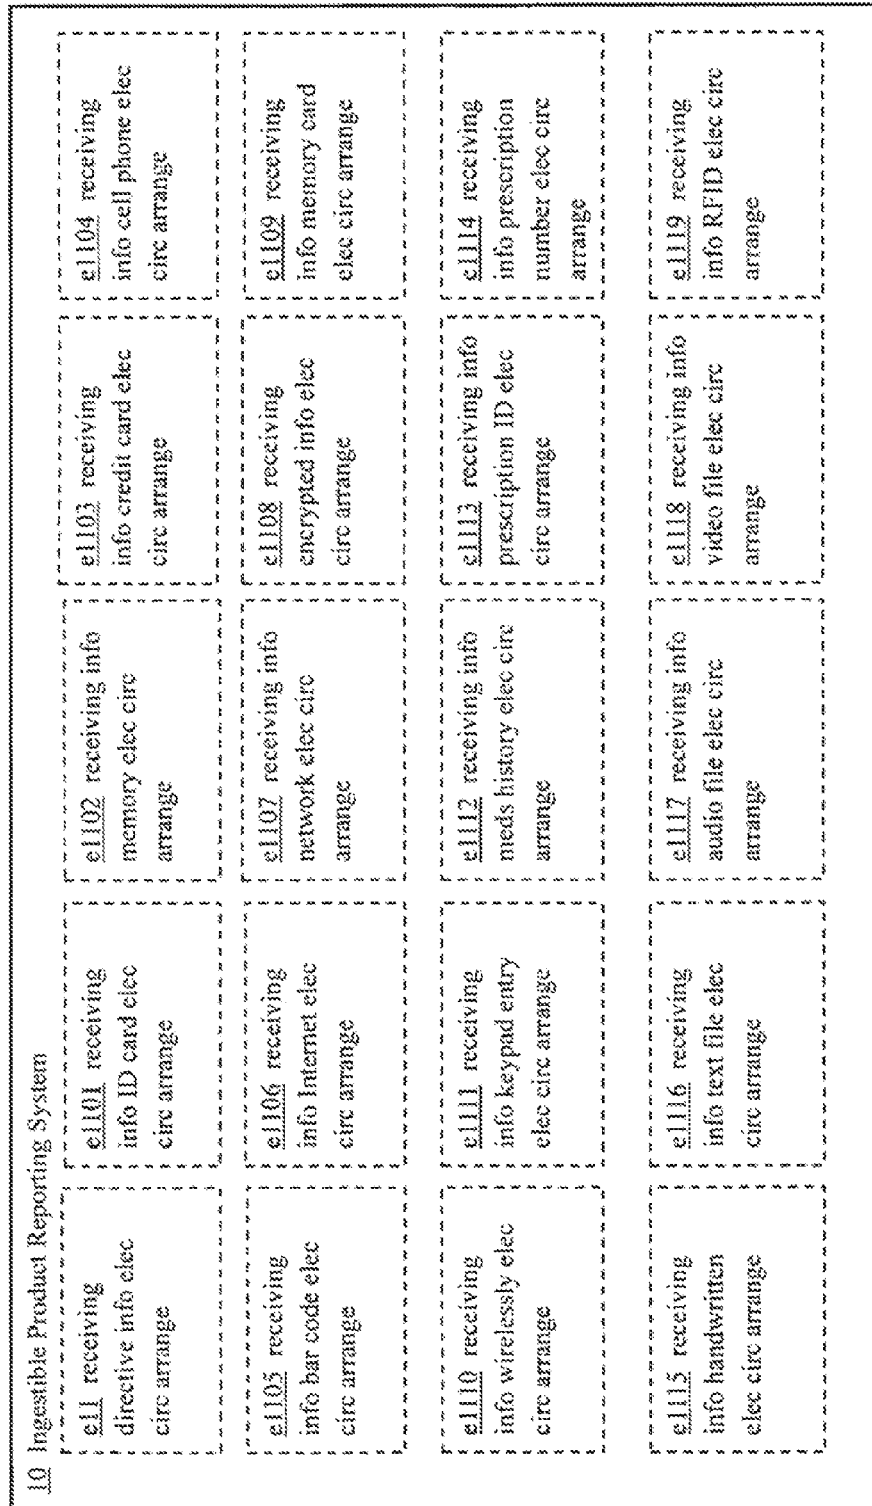 10 Ingestible Product Reporting System
e11 receiving
directive info elec
circ arrange
e1101 receiving
info ID card elec
circ arrange
e1102 receiving info
memory elec circ
arrange
e1103 receiving
info credit card elec
circ arrange
e1104 receiving
info cell phone elec
circ arrange
e1105 receiving
info bar code elec
circ arrange
e1106 receiving
info Internet elec
circ arrange
e1107 receiving info
network elec circ
arrange
e1108 receiving
encrypted info elec
circ arrange
e1109 receiving
info memory card
elec circ arrange
e1110 receiving
info wirelessly elec
circ arrange
e1111 receiving
info keypad entry
elec circ arrange
e1112 receiving info
meds history elec circ
arrange
e1113 receiving info
prescription ID elec
circ arrange
e1114 receiving
info prescription
number elec circ
arrange
e1115 receiving
info handwritten
elec circ arrange
e1116 receiving
info text file elec
circ arrange
e1117 receiving info
audio file elec circ
arrange
e1118 receiving info
video file elec circ
arrange
e1119 receiving
info RFID elec circ
arrange